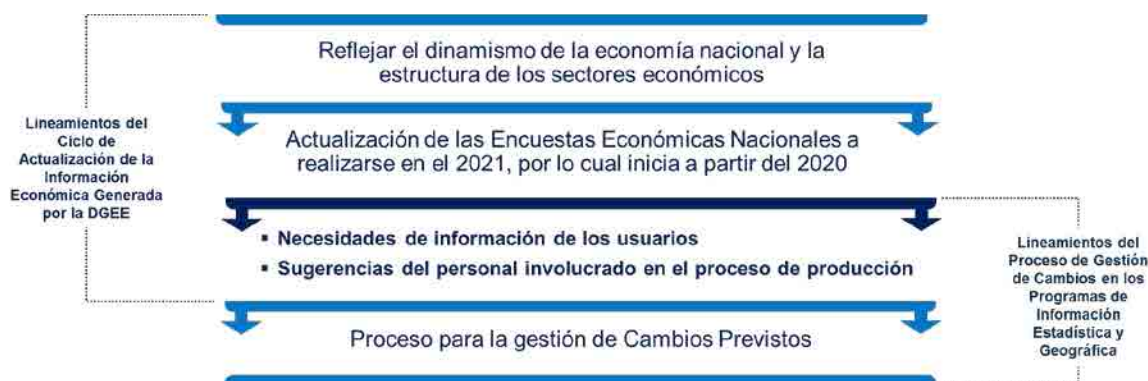 Reflejar el dinamismo de la economía nacional y la
estructura de los sectores económicos
Lineamientos del
Ciclo de
Actualización de la
Información
Económica Generada
por la DGEE
Actualización de las Encuestas Económicas Nacionales a
realizarse en el 2021, por lo cual inicia a partir del 2020
▪ Necesidades de información de los usuarios
▪ Sugerencias del personal involucrado en el proceso de producción
Lineamientos del
Proceso de Gestión
de Cambios en los
Programas de
Información
Estadística y
Geográfica
Proceso para la gestión de Cambios Previstos